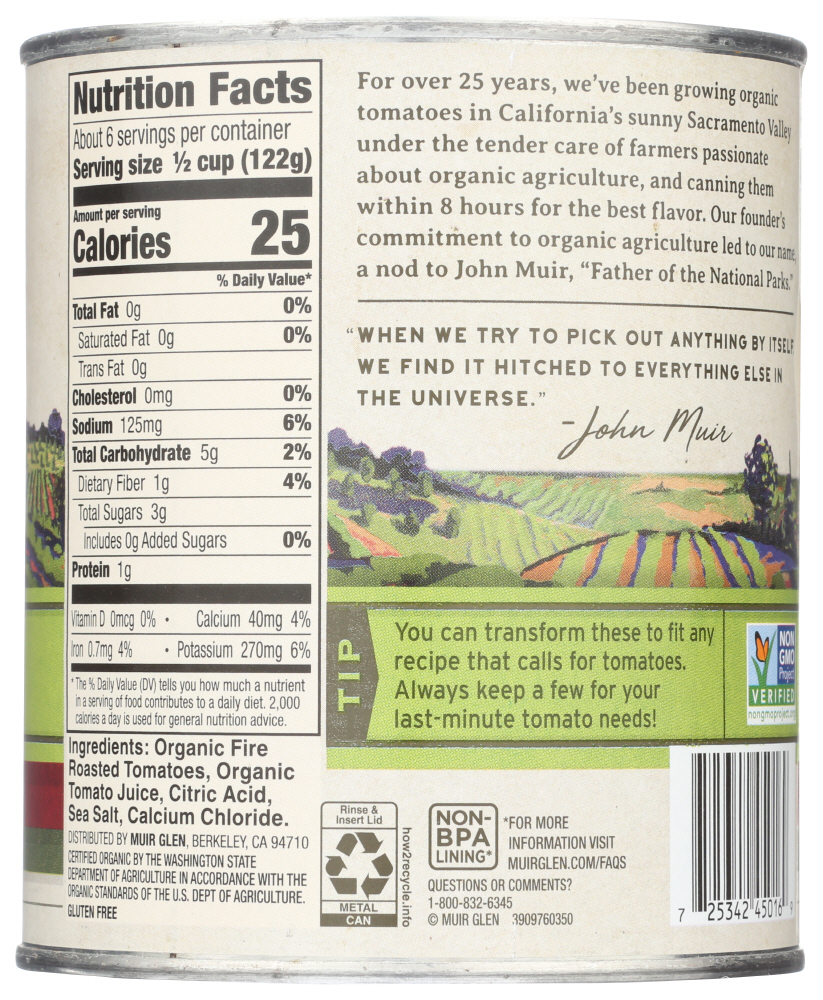 Nutrition Facts
About 6 servings per container
Serving size ½ cup (122g)
Amount per serving
Calories 25
% Daily Value*
Total Fat 0g 0%
Saturated Fat 0g 0%
Trans Fat 0g
Cholesterol 0mg 0%
Sodium 125mg 6%
Total Carbohydrate 5g 2%
Dietary Fiber 1g 4%
Total Sugars 3g
Includes 0g Added Sugars 0%
Protein 1g
Vitamin D 0mcg 0% • Calcium 40mg 4%
Iron 0.7mg 4% • Potassium 270mg 6%
*The % Daily Value (DV) tells you how much a nutrient
in a serving of food contributes to a daily diet. 2,000
calories a day is used for general nutrition advice.
Ingredients: Organic Fire
Roasted Tomatoes, Organic
Tomato Juice, Citric Acid,
Sea Salt, Calcium Chloride.
DISTRIBUTED BY MUIR GLEN, BERKELEY, CA 94710
CERTIFIED ORGANIC BY THE WASHINGTON STATE
DEPARTMENT OF AGRICULTURE IN ACCORDANCE WITH THE
ORGANIC STANDARDS OF THE U.S. DEPT OF AGRICULTURE.
GLUTEN FREE
For over 25 years, we've been growing organic
tomatoes in California's sunny Sacramento Valley
under the tender care of farmers passionate
about organic agriculture, and canning them
within 8 hours for the best flavor. Our founder's
commitment to organic agriculture led to our name,
a nod to John Muir, "Father of the National Parks."
"WHEN WE TRY TO PICK OUT ANYTHING BY ITSELF
WE FIND IT HITCHED TO EVERYTHING ELSE IN
THE UNIVERSE."
-John Muir
TIP
You can transform these to fit any
recipe that calls for tomatoes.
Always keep a few for your
last-minute tomato needs!
NON
GMO
Project
VERIFIED
nongmoproject.org
Rinse &
Insert Lid
METAL
CAN
how2recycle.info
NON-
BPA
LINING*
*FOR MORE
INFORMATION VISIT
MUIRGLEN.COM/FAQS
QUESTIONS OR COMMENTS?
1-800-832-6345
© MUIR GLEN 3909760350
7 25342 45016 9